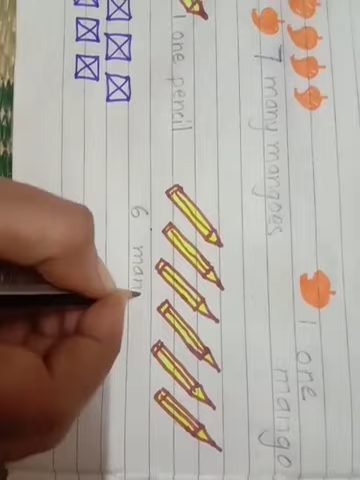 7 many mangoes
1 one
mango
1 one pencil
6 man